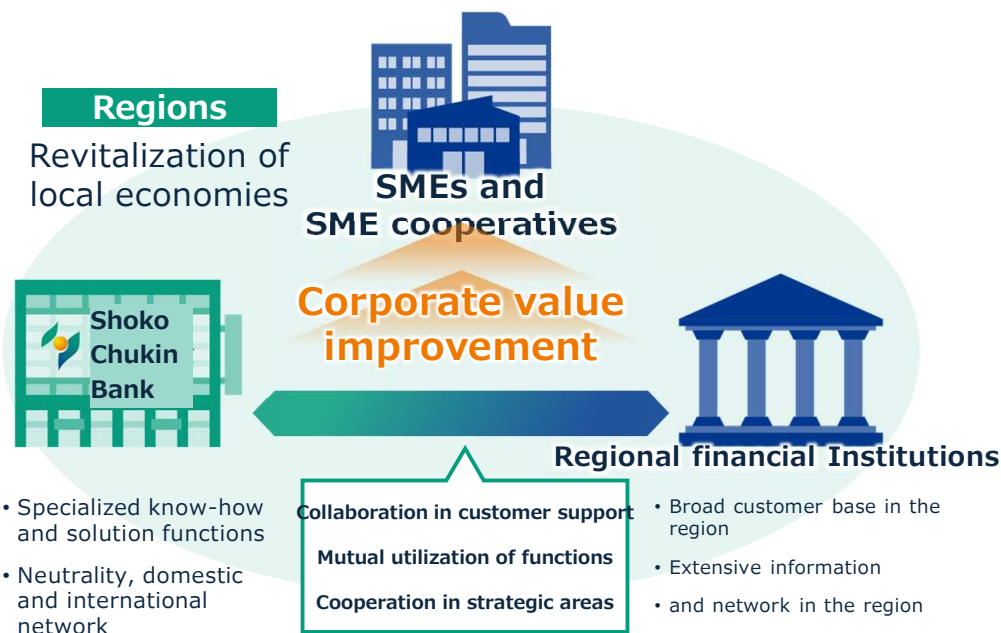 Regions
Revitalization of
local economies
SMEs and
SME cooperatives
Corporate value
improvement
Shoko
Chukin
Bank
Regional financial Institutions
• Specialized know-how
and solution functions
• Neutrality, domestic
and international
network
Collaboration in customer support
Mutual utilization of functions
Cooperation in strategic areas
• Broad customer base in the
region
• Extensive information
• and network in the region